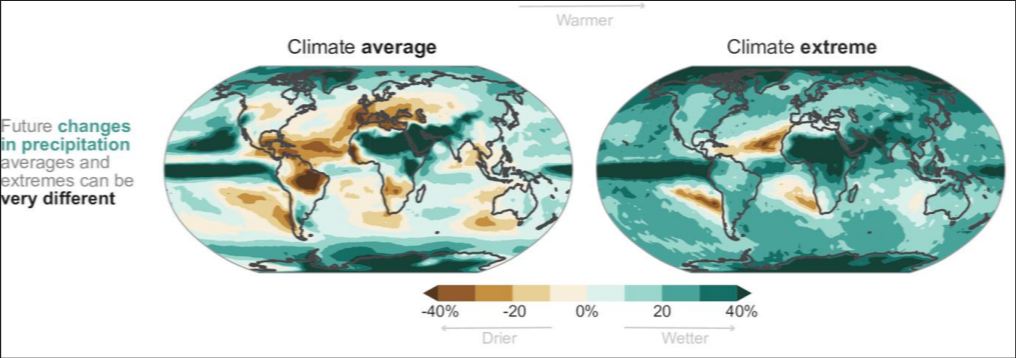 Warmer
Climate average
Climate extreme
Future changes
in precipitation
averages and
extremes can be
very different
-40% -20 0% 20 40%
Drier
Wetter